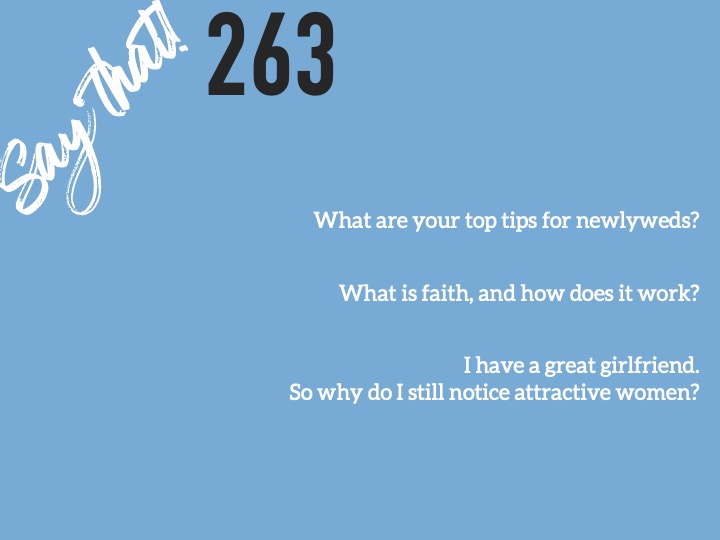 Say that!
263
What are your top tips for newlyweds?
What is faith, and how does it work?
I have a great girlfriend.
So why do I still notice attractive women?